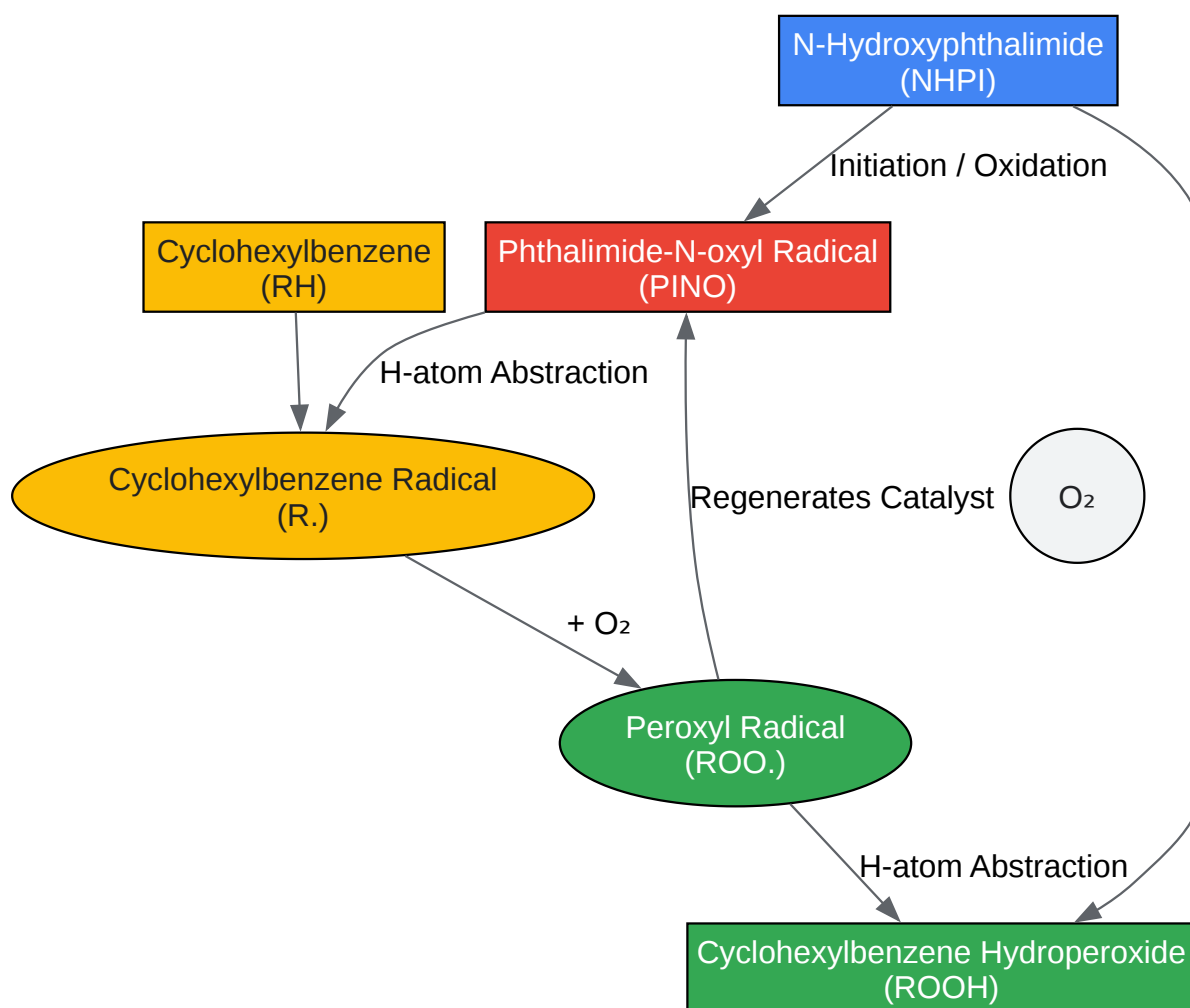 N-Hydroxyphthalimide
(NHPI)
Initiation / Oxidation
Cyclohexylbenzene
(RH)
Phthalimide-N-oxyl Radical
(PINO)
H-atom Abstraction
Cyclohexylbenzene Radical
(R.)
Regenerates Catalyst
O₂
+ O₂
Peroxyl Radical
(ROO.)
H-atom Abstraction
Cyclohexylbenzene Hydroperoxide
(ROOH)